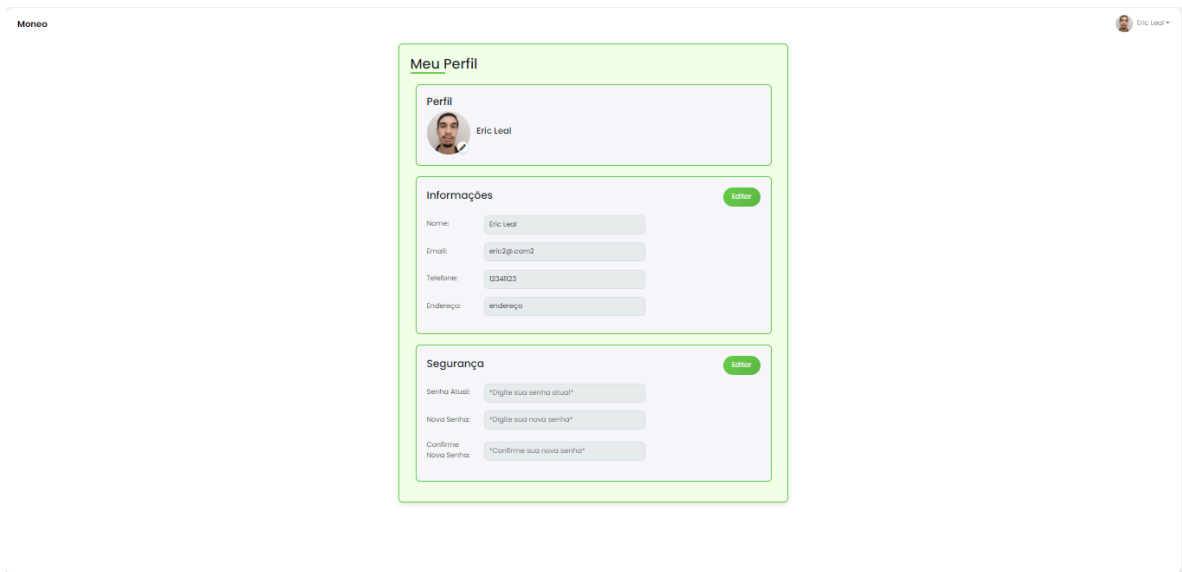 Moneo
Eric Leal
Meu Perfil
Perfil
Eric Leal
Informações
Editar
Name:
Eric Leal
Email:
eric2@.com2
Telefone:
12341123
Endereço:
endereço
Segurança
Editar
Senha Atual:
*Digite sua senha atual*
Nova Senha:
*Digite sua nova senha*
Confirme
Nova Senha:
*Confirme sua nova senha*